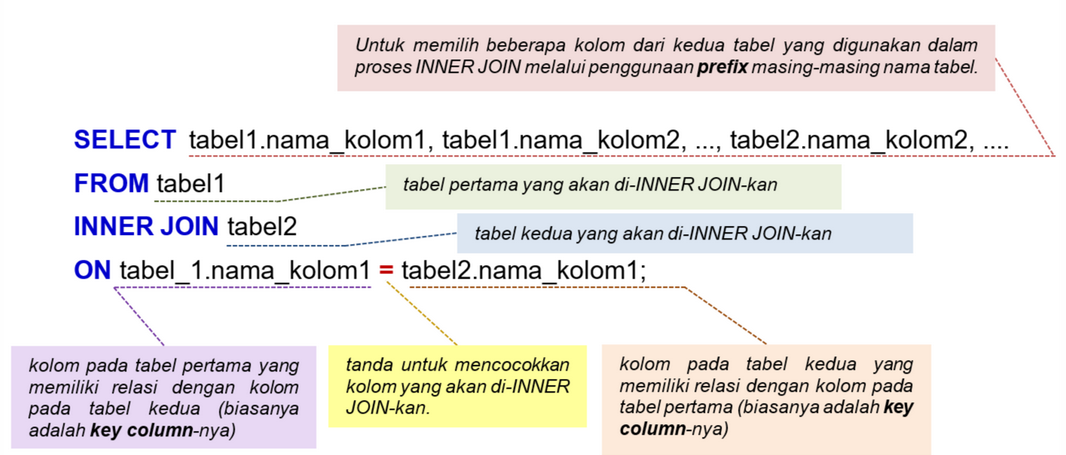 Untuk memilih beberapa kolom dari kedua tabel yang digunakan dalam
proses INNER JOIN melalui penggunaan prefix masing-masing nama tabel.
SELECT tabel1.nama_kolom1, tabel1.nama_kolom2, ..., tabel2.nama_kolom2, ....
FROM tabel1
tabel pertama yang akan di-INNER JOIN-kan
INNER JOIN tabel2
tabel kedua yang akan di-INNER JOIN-kan
ON tabel_1.nama_kolom1 = tabel2.nama_kolom1;
kolom pada tabel pertama yang
memiliki relasi dengan kolom
pada tabel kedua (biasanya
adalah key column-nya)
tanda untuk mencocokkan
kolom yang akan di-INNER
JOIN-kan.
kolom pada tabel kedua yang
memiliki relasi dengan kolom pada
tabel pertama (biasanya adalah key
column-nya)